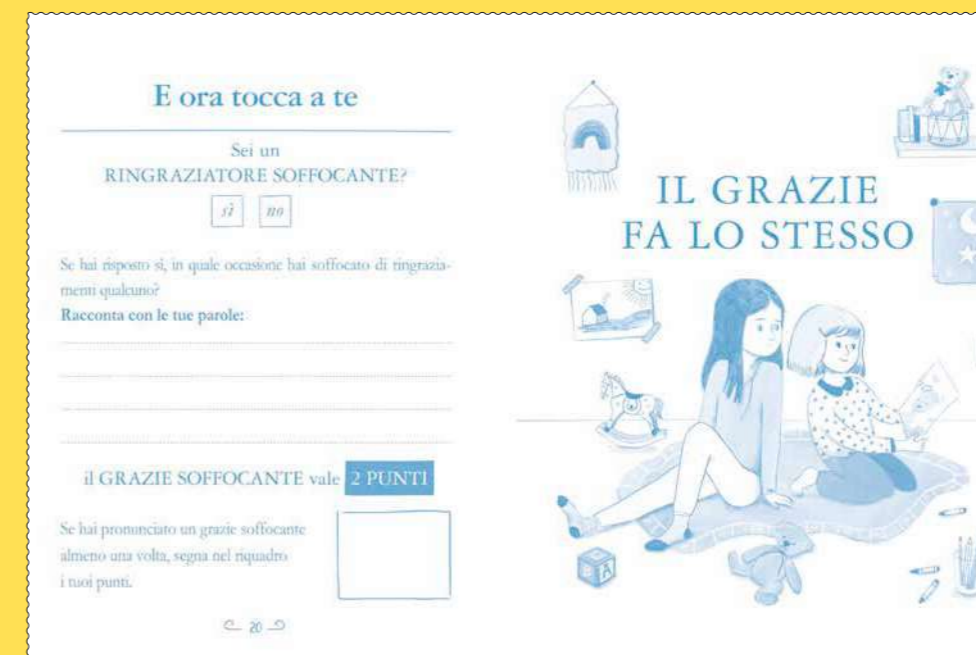 E ora tocca a te
Sei un
RINGRAZIATORE SOFFOCANTE?
sì no
Se hai risposto sì, in quale occasione hai soffocato di ringrazia-
menti qualcuno?
Racconta con le tue parole:
il GRAZIE SOFFOCANTE vale 2 PUNTI
Se hai pronunciato un grazie soffocante
almeno una volta, segna nel riquadro
i tuoi punti.
20
IL GRAZIE
FA LO STESSO
A